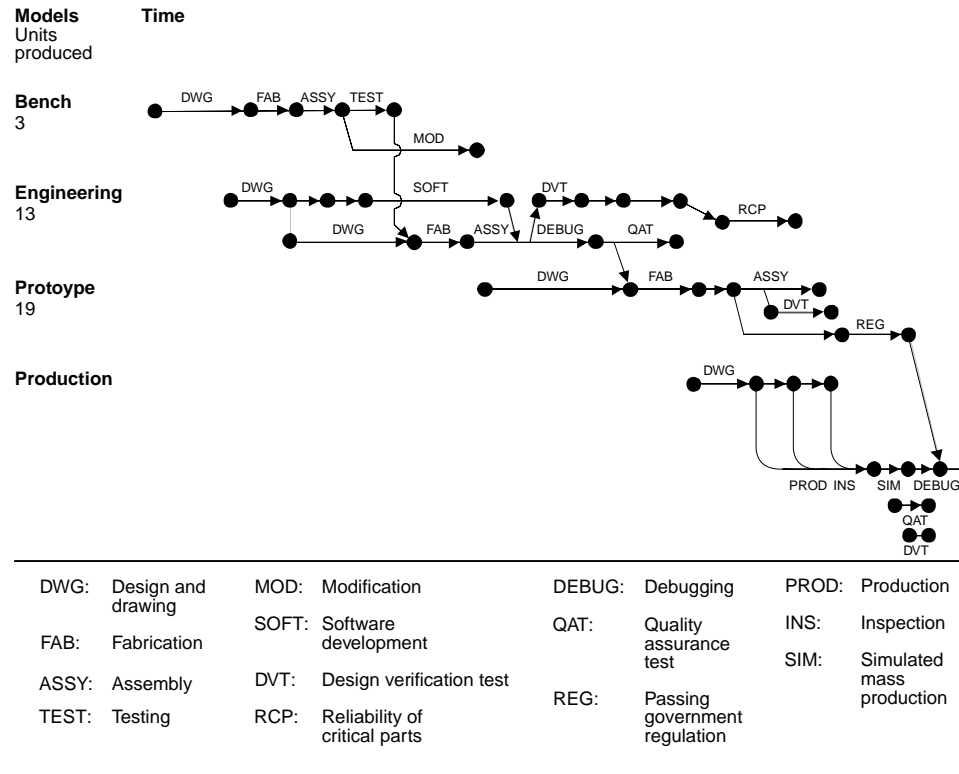 Models Time
Units
produced
Bench
3
DWG FAB ASSY TEST
MOD
Engineering
13
DWG SOFT DVT
RCP
DWG FAB ASSY DEBUG QAT
Protoype
19
DWG FAB ASSY
DVT
REG
Production
DWG
PROD INS SIM DEBUG
QAT
DVT
DWG: Design and
drawing
FAB: Fabrication
ASSY: Assembly
TEST: Testing
MOD: Modification
SOFT: Software
development
DVT: Design verification test
RCP: Reliability of
critical parts
DEBUG: Debugging
QAT: Quality
assurance
test
REG: Passing
government
regulation
PROD: Production
INS: Inspection
SIM: Simulated
mass
production